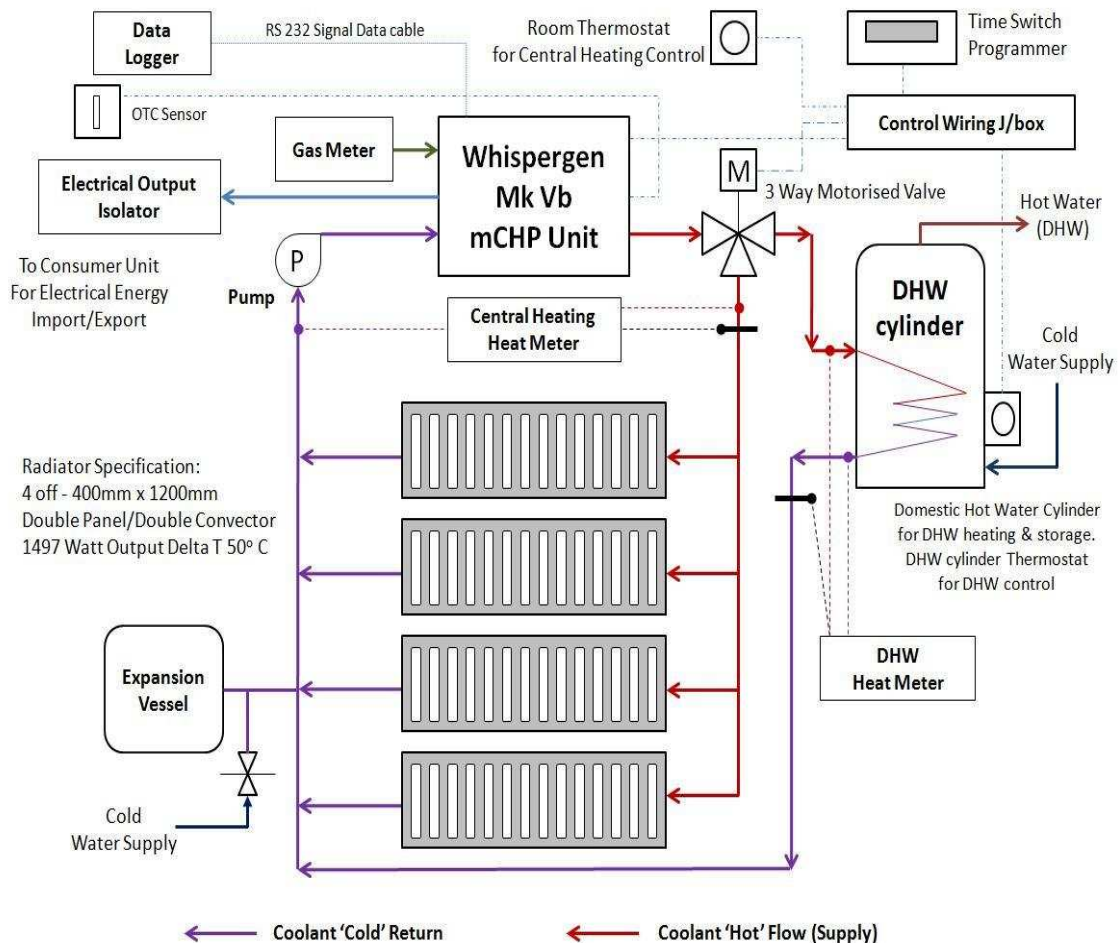 Data
Logger
RS 232 Signal Data cable
Room Thermostat
for Central Heating Control
Time Switch
Programmer
OTC Sensor
Gas Meter
Whispergen
Mk Vb
mCHP Unit
Control Wiring J/box
Electrical Output
Isolator
M
3 Way Motorised Valve
Hot Water
(DHW)
To Consumer Unit
For Electrical Energy
Import/Export
P
Pump
Central Heating
Heat Meter
DHW
cylinder
Cold
Water Supply
Radiator Specification:
4 off - 400mm x 1200mm
Double Panel/Double Convector
1497 Watt Output Delta T 50º C
Domestic Hot Water Cylinder
for DHW heating & storage.
DHW cylinder Thermostat
for DHW control
Expansion
Vessel
DHW
Heat Meter
Cold
Water Supply
Coolant ‘Cold’ Return
Coolant ‘Hot’ Flow (Supply)